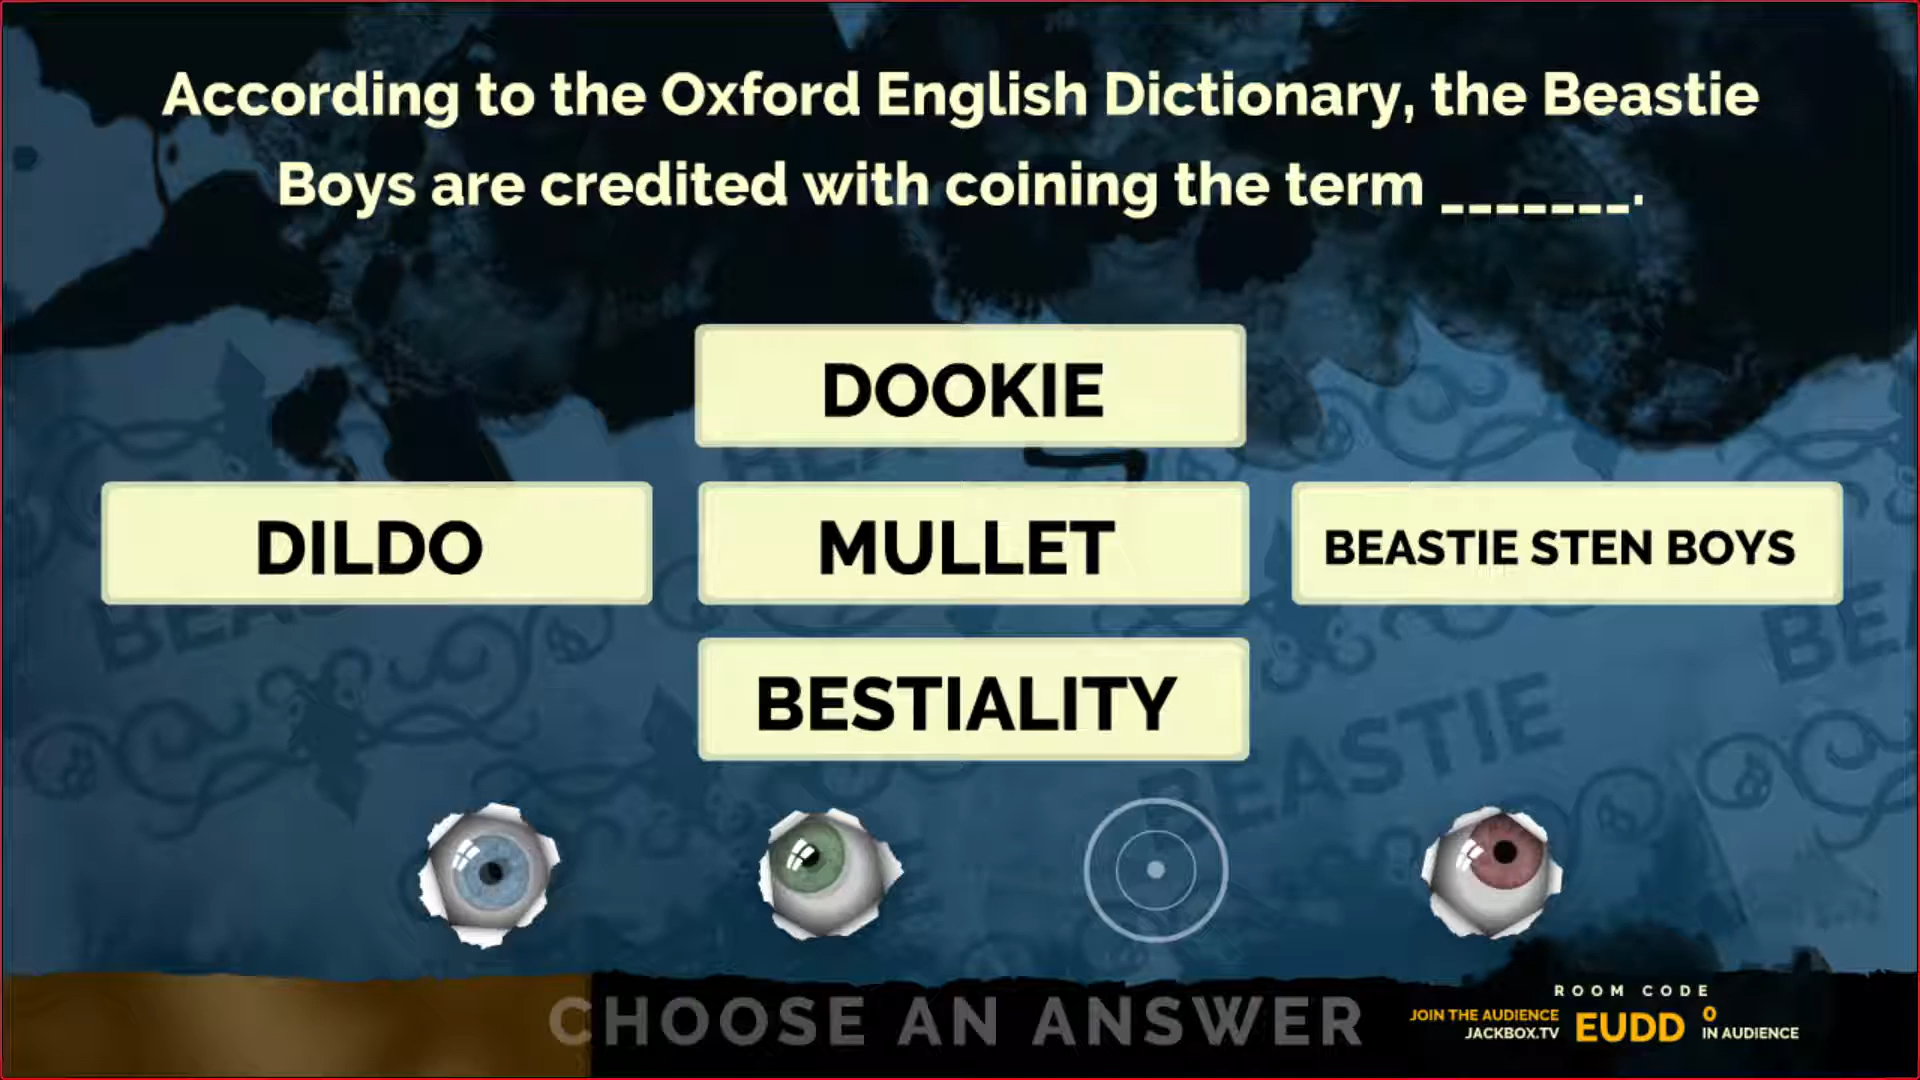 According to the Oxford English Dictionary, the Beastie
Boys are credited with coining the term _______.
DOOKIE
DILDO
MULLET
BEASTIE STEN BOYS
BESTIALITY
BEASTIE
CHOOSE AN ANSWER
ROOM CODE
JOIN THE AUDIENCE
JACKBOX.TV
EUDD
0
IN AUDIENCE